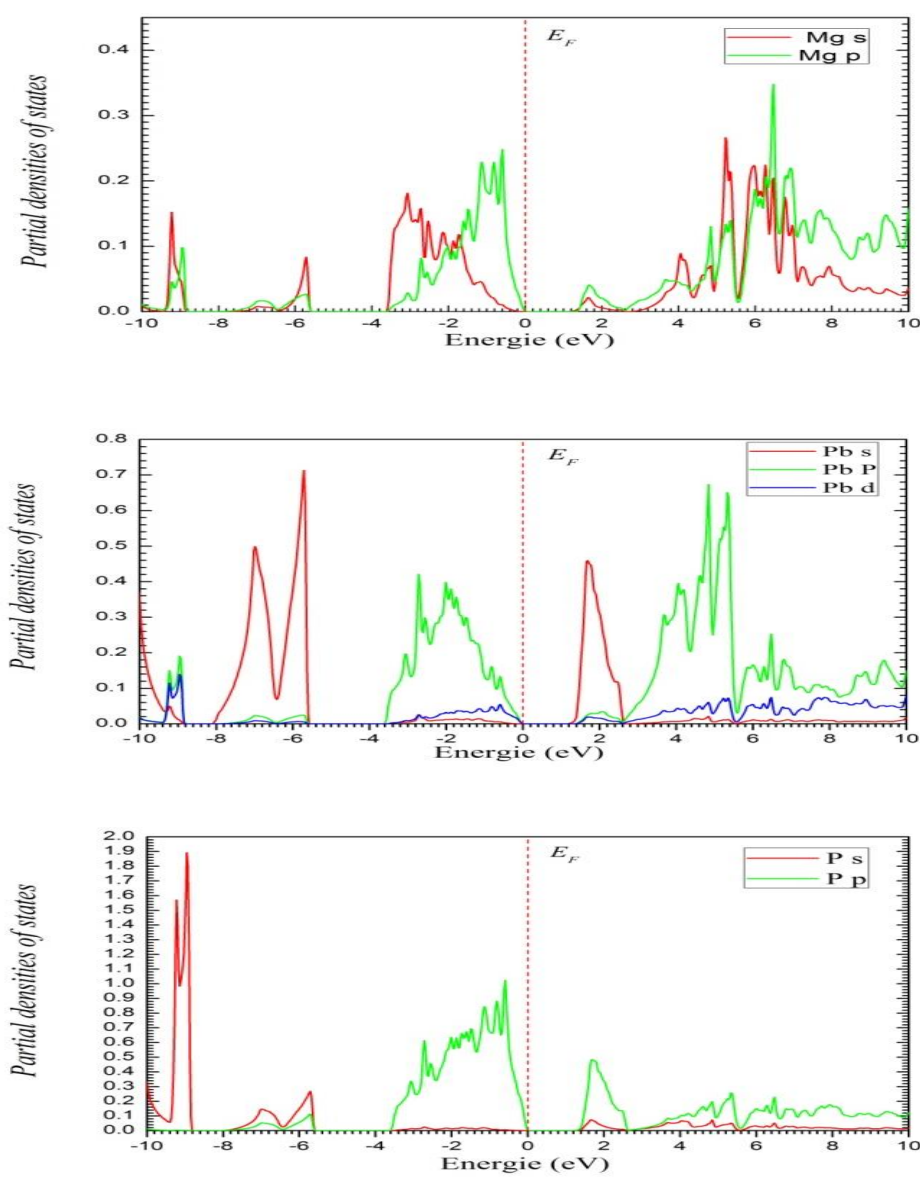 Partial densities of states
0.4
0.3
0.2
0.1
0.0
E_F
Mg s
Mg p
-10 -8 -6 -4 -2 0 2 4 6 8 10
Energie (eV)
Partial densities of states
0.8
0.7
0.6
0.5
0.4
0.3
0.2
0.1
0.0
E_F
Pb s
Pb P
Pb d
-10 -8 -6 -4 -2 0 2 4 6 8 10
Energie (eV)
Partial densities of states
2.0
1.9
1.8
1.7
1.6
1.5
1.4
1.3
1.2
1.1
1.0
0.9
0.8
0.7
0.6
0.5
0.4
0.3
0.2
0.1
0.0
E_F
P s
P p
-10 -8 -6 -4 -2 0 2 4 6 8 10
Energie (eV)